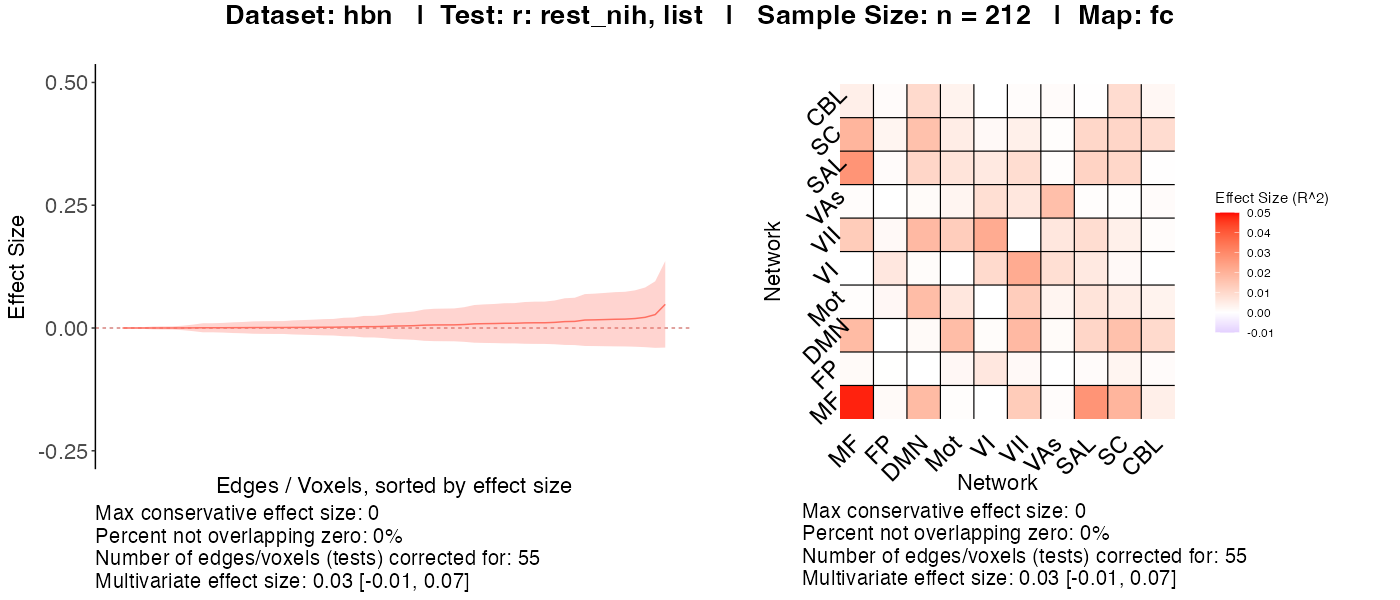 Dataset: hbn | Test: r: rest_nih, list | Sample Size: n = 212 | Map: fc
0.50
0.25
0.00
-0.25
Effect Size
Edges / Voxels, sorted by effect size
Max conservative effect size: 0
Percent not overlapping zero: 0%
Number of edges/voxels (tests) corrected for: 55
Multivariate effect size: 0.03 [-0.01, 0.07]
Network
CBL
SC
SAL
VAs
VII
VI
Mot
DMN
FP
MF
MF FP DMN Mot VI VII VAs SAL SC CBL
Network
Effect Size (R^2)
0.05
0.04
0.03
0.02
0.01
0.00
-0.01
Max conservative effect size: 0
Percent not overlapping zero: 0%
Number of edges/voxels (tests) corrected for: 55
Multivariate effect size: 0.03 [-0.01, 0.07]